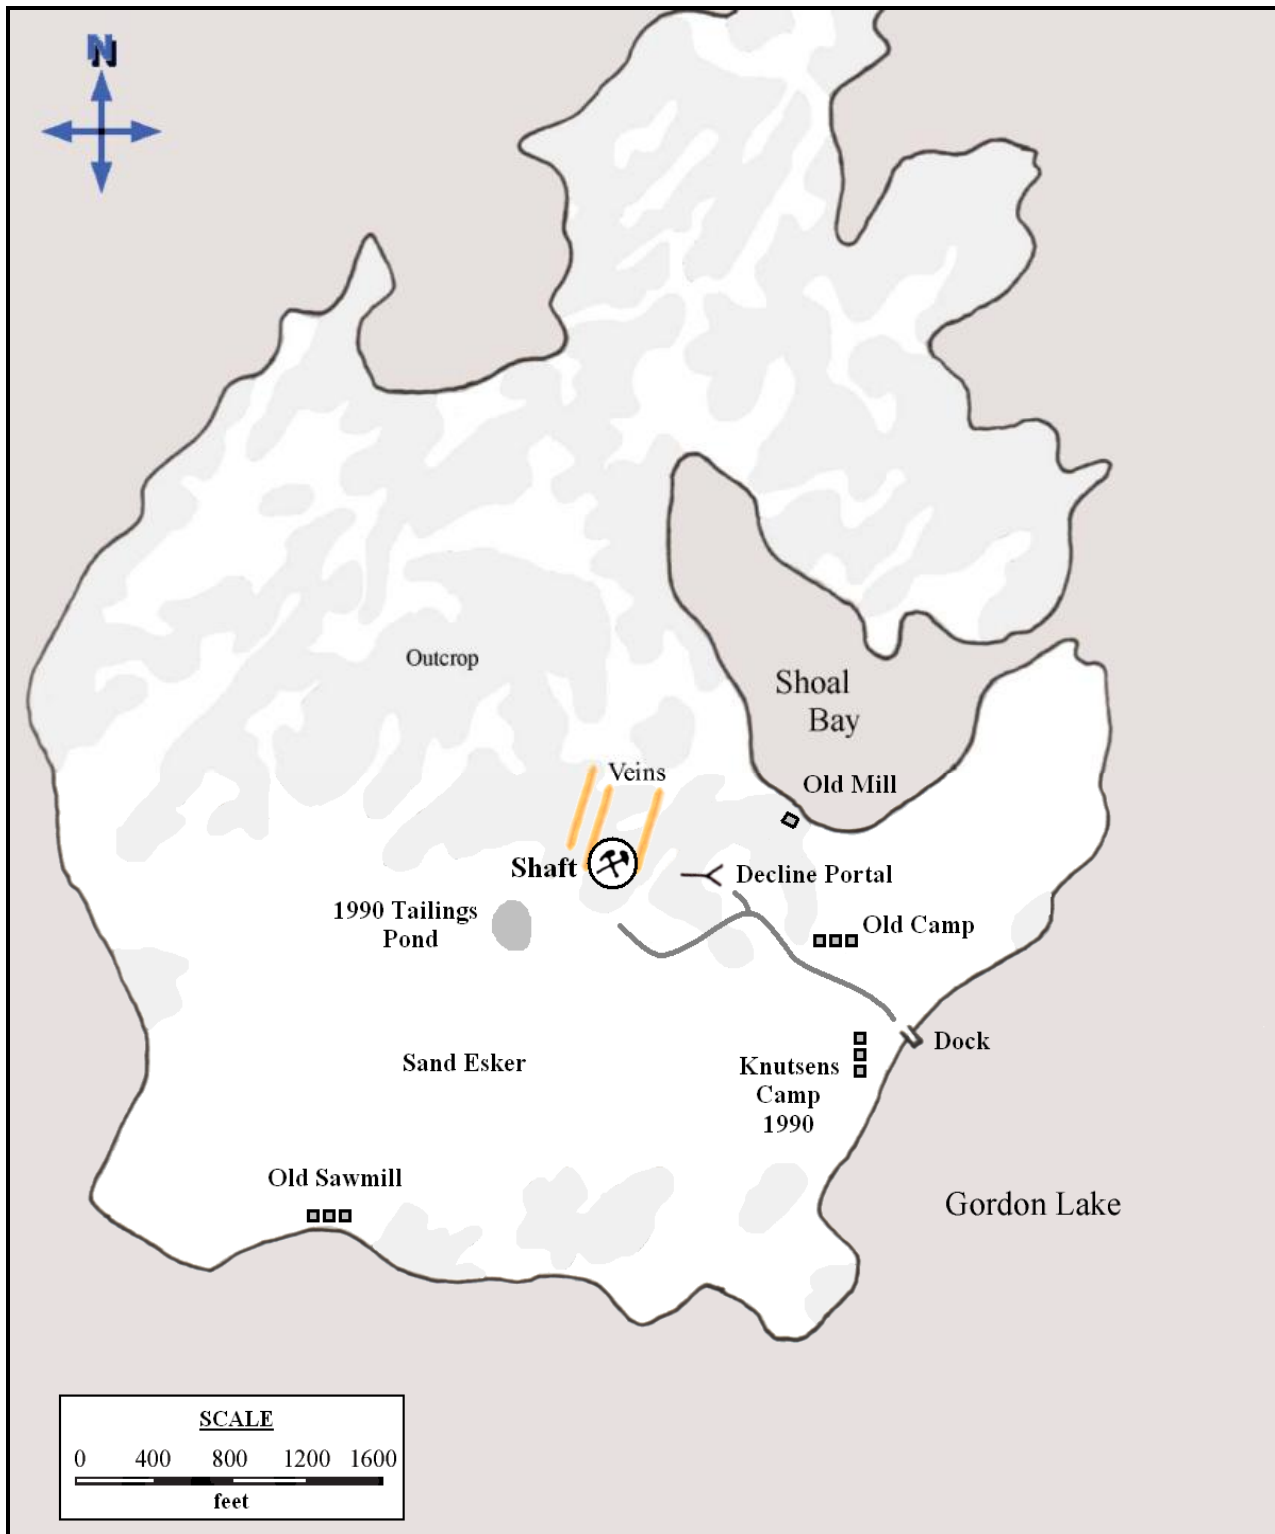 N
Outcrop
Shoal
Bay
Old Mill
Veins
Shaft
Decline Portal
1990 Tailings
Pond
Old Camp
Dock
Sand Esker
Knutsens
Camp
1990
Old Sawmill
Gordon Lake
SCALE
0 400 800 1200 1600
feet